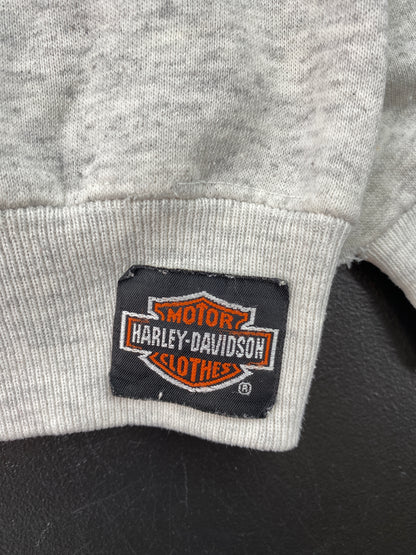 MOTOR
HARLEY-DAVIDSON
CLOTHES
®